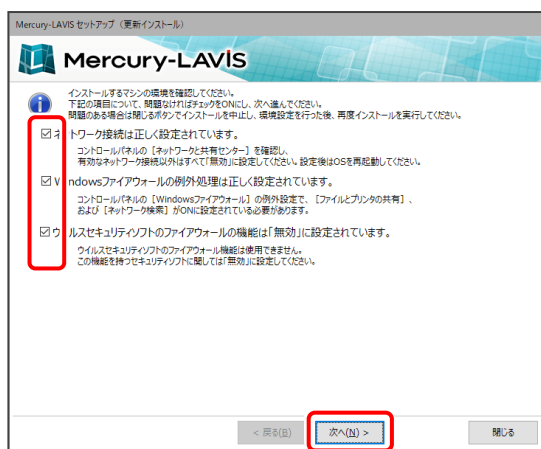 Mercury-LAVIS セットアップ（更新インストール）
Mercury-LAVIS
インストールするマシンの環境を確認してください。
下記の項目について、問題なければチェックをONにし、次へ進んでください。
問題のある場合は閉じるボタンでインストールを中止し、環境設定を行った後、再度インストールを実行してください。
ネットワーク接続は正しく設定されています。
コントロールパネルの［ネットワークと共有センター］を確認し、
有効なネットワーク接続以外はすべて「無効」に設定してください。設定後はOSを再起動してください。
Windowsファイアウォールの例外処理は正しく設定されています。
コントロールパネルの［Windowsファイアウォール］の例外設定で、［ファイルとプリンタの共有］、
および［ネットワーク検索］がONに設定されている必要があります。
ウィルスセキュリティソフトのファイアウォールの機能は「無効」に設定されています。
ウイルスセキュリティソフトのファイアウォール機能は使用できません。
この機能を持つセキュリティソフトに関しては「無効」に設定してください。
< 戻る(B)
次へ(N) >
閉じる